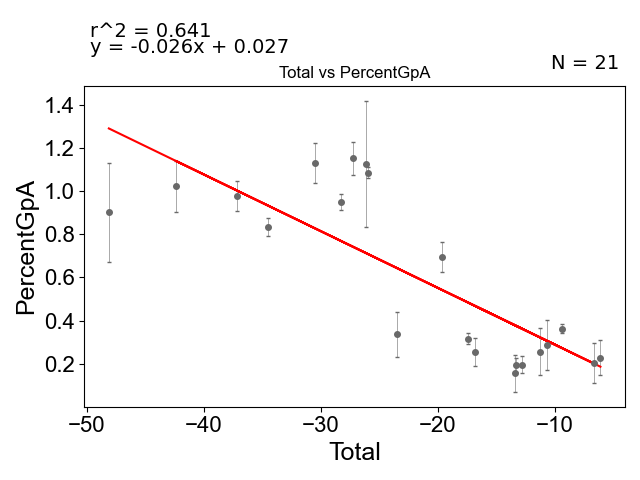 r^2 = 0.641
y = -0.026x + 0.027
N = 21
Total vs PercentGpA
1.4
1.2
1.0
0.8
0.6
0.4
0.2
PercentGpA
−50 −40 −30 −20 −10
Total